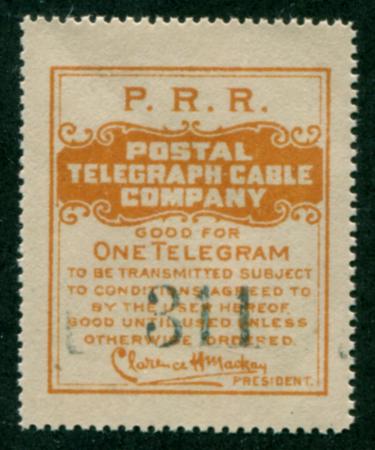 P. R. R.
POSTAL
TELEGRAPH-CABLE
COMPANY
GOOD FOR
ONE TELEGRAM
TO BE TRANSMITTED SUBJECT
TO CONDITIONS AGREED TO
BY THE USER HEREOF.
GOOD UNTIL USED UNLESS
OTHERWISE ORDERED.
311
Clarence H Mackay
PRESIDENT.